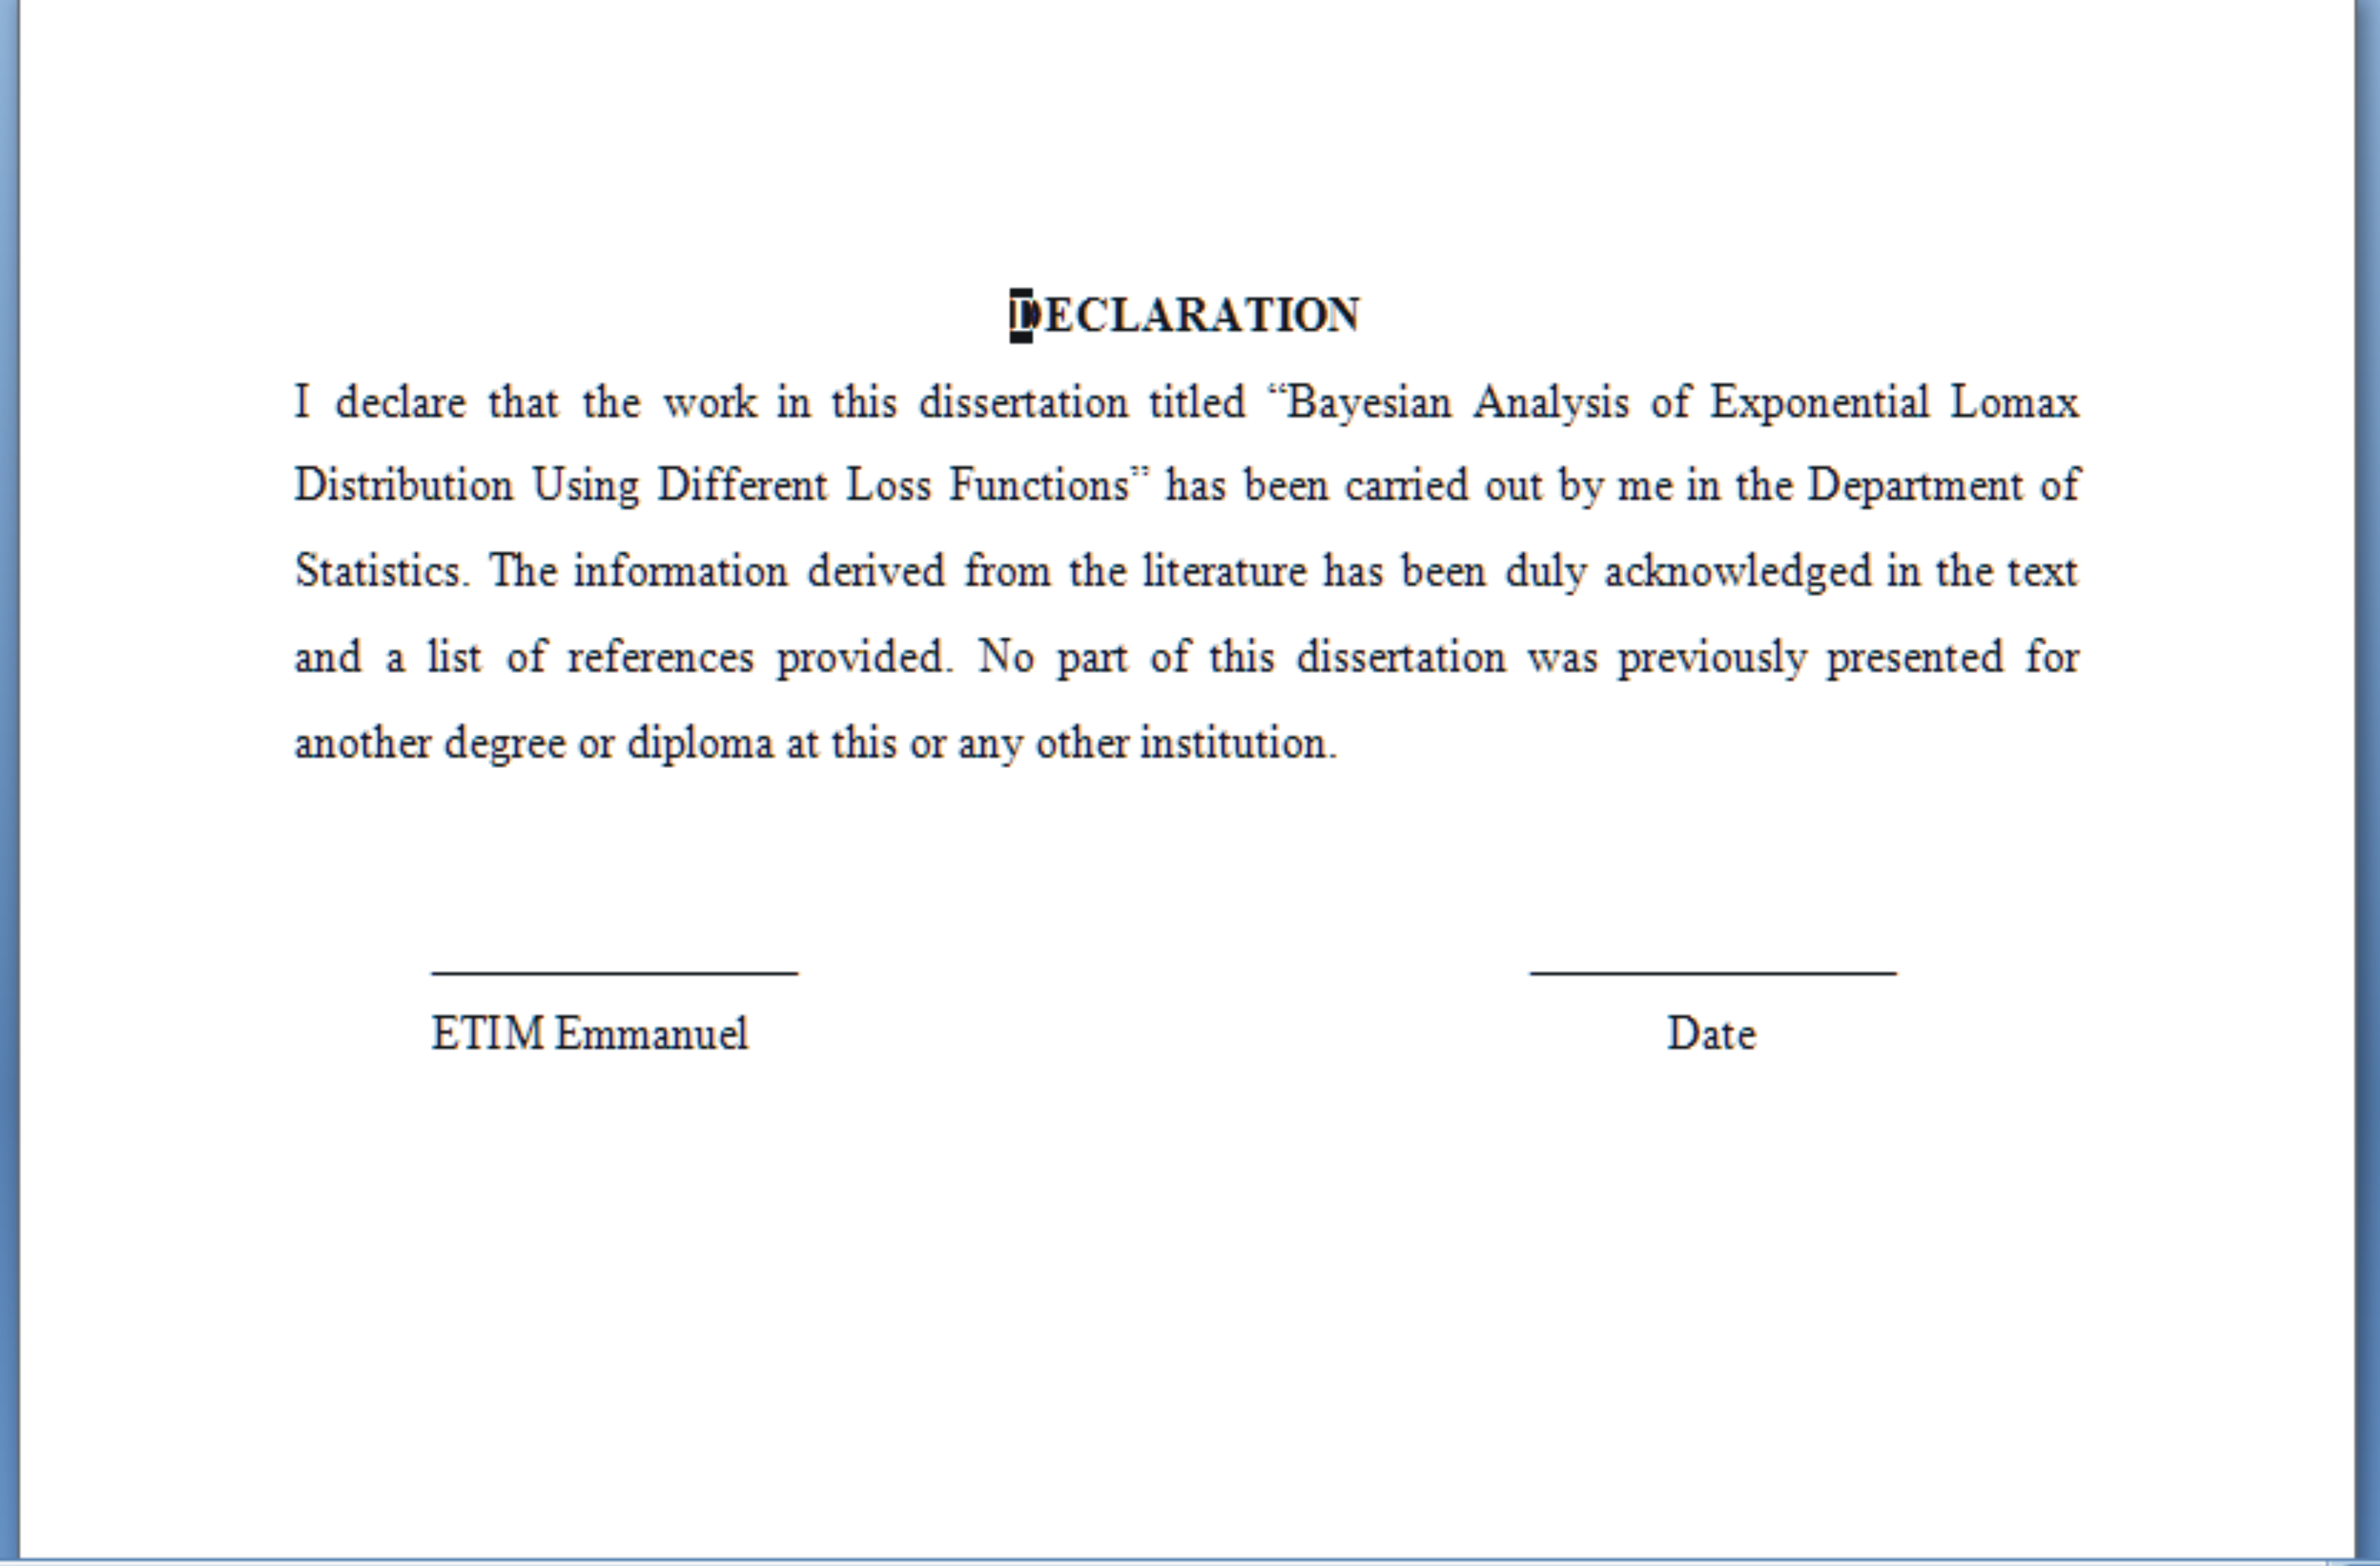 DECLARATION
I declare that the work in this dissertation titled “Bayesian Analysis of Exponential Lomax
Distribution Using Different Loss Functions” has been carried out by me in the Department of
Statistics. The information derived from the literature has been duly acknowledged in the text
and a list of references provided. No part of this dissertation was previously presented for
another degree or diploma at this or any other institution.
ETIM Emmanuel
Date